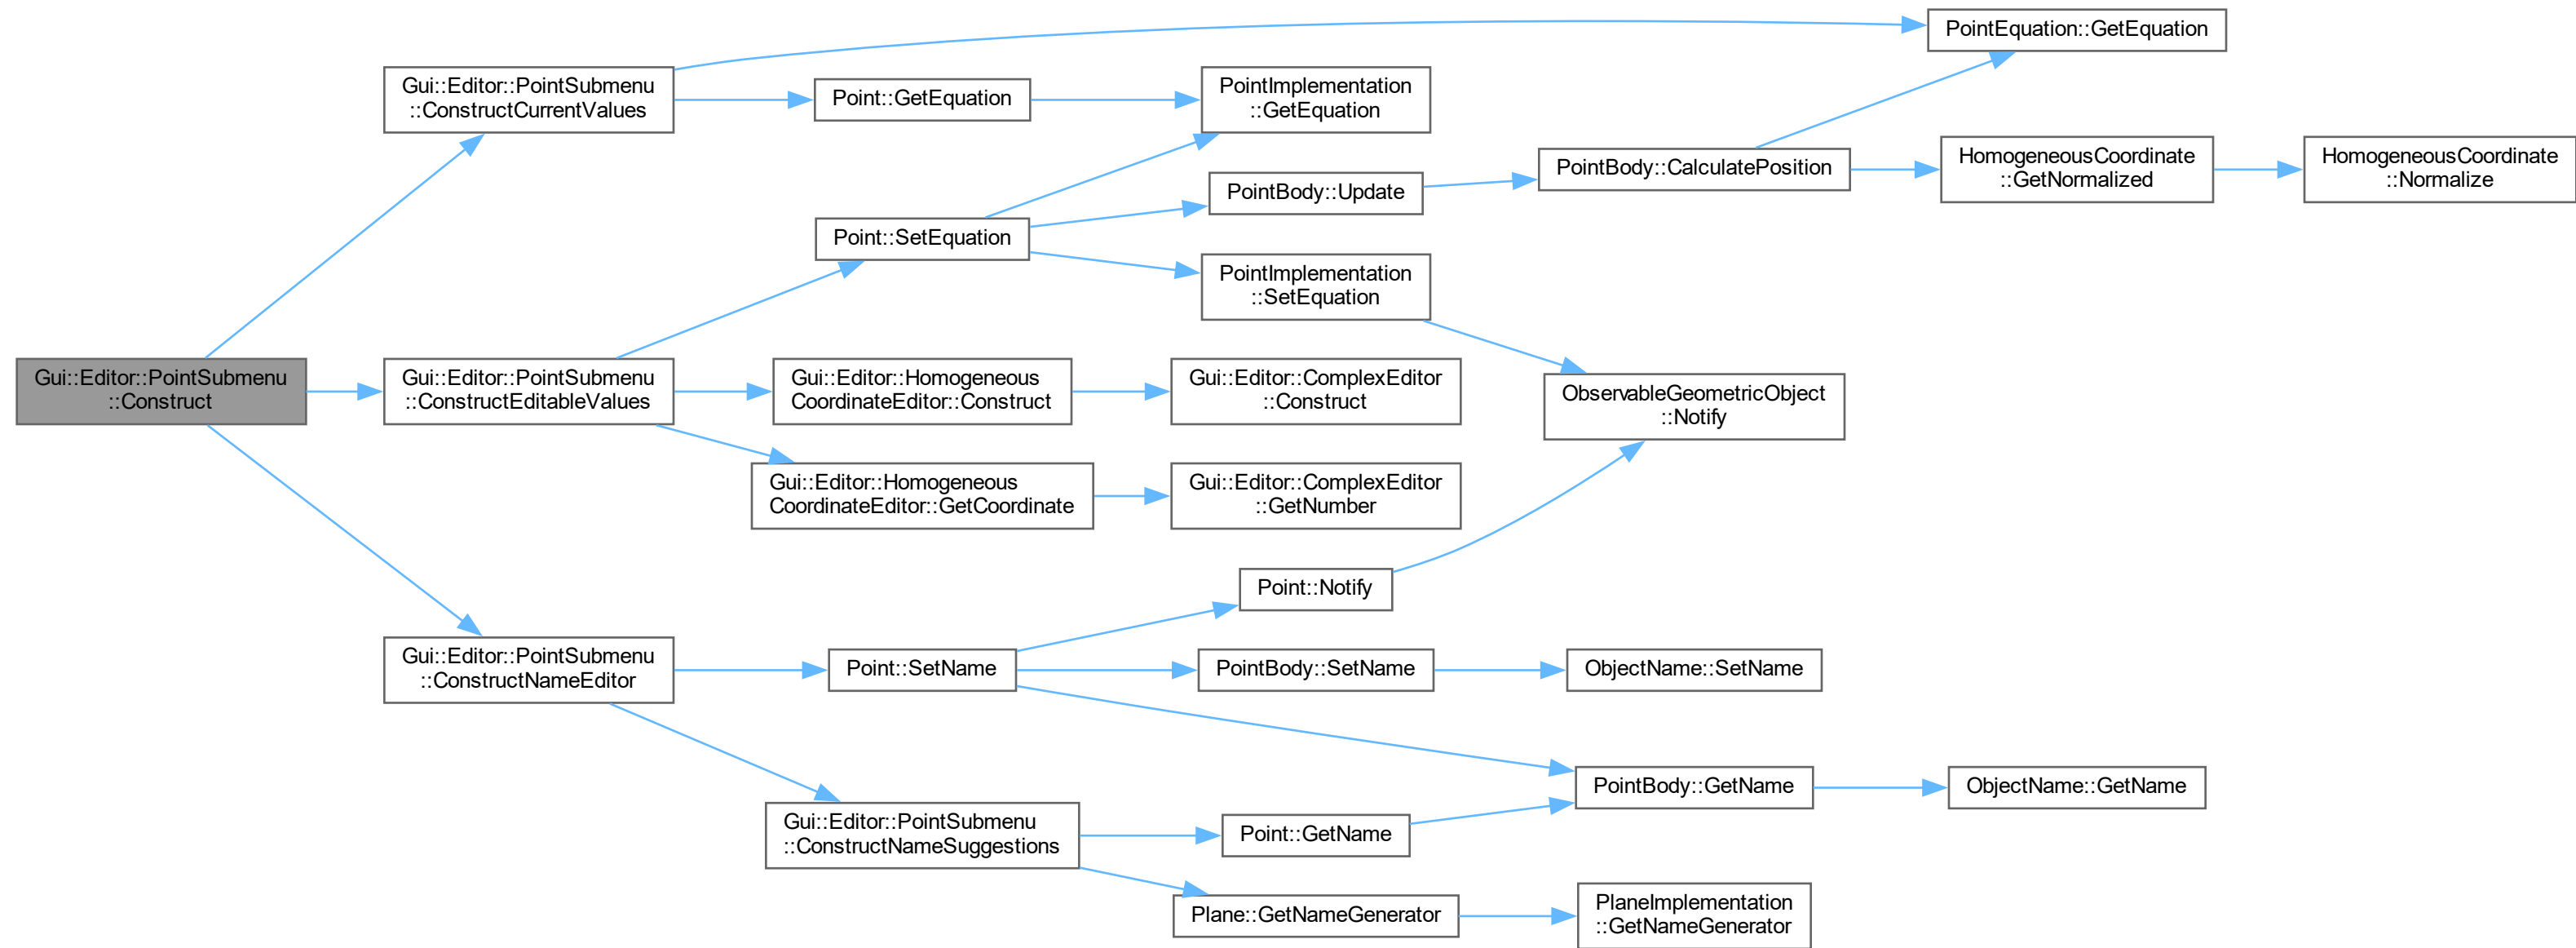 Gui::Editor::PointSubmenu
::Construct
Gui::Editor::PointSubmenu
::ConstructCurrentValues
Point::GetEquation
PointImplementation
::GetEquation
PointEquation::GetEquation
Gui::Editor::PointSubmenu
::ConstructEditableValues
Point::SetEquation
PointBody::Update
PointBody::CalculatePosition
HomogeneousCoordinate
::GetNormalized
HomogeneousCoordinate
::Normalize
PointImplementation
::SetEquation
Gui::Editor::Homogeneous
CoordinateEditor::Construct
Gui::Editor::ComplexEditor
::Construct
ObservableGeometricObject
::Notify
Gui::Editor::Homogeneous
CoordinateEditor::GetCoordinate
Gui::Editor::ComplexEditor
::GetNumber
Gui::Editor::PointSubmenu
::ConstructNameEditor
Point::SetName
Point::Notify
PointBody::SetName
ObjectName::SetName
PointBody::GetName
ObjectName::GetName
Gui::Editor::PointSubmenu
::ConstructNameSuggestions
Point::GetName
Plane::GetNameGenerator
PlaneImplementation
::GetNameGenerator